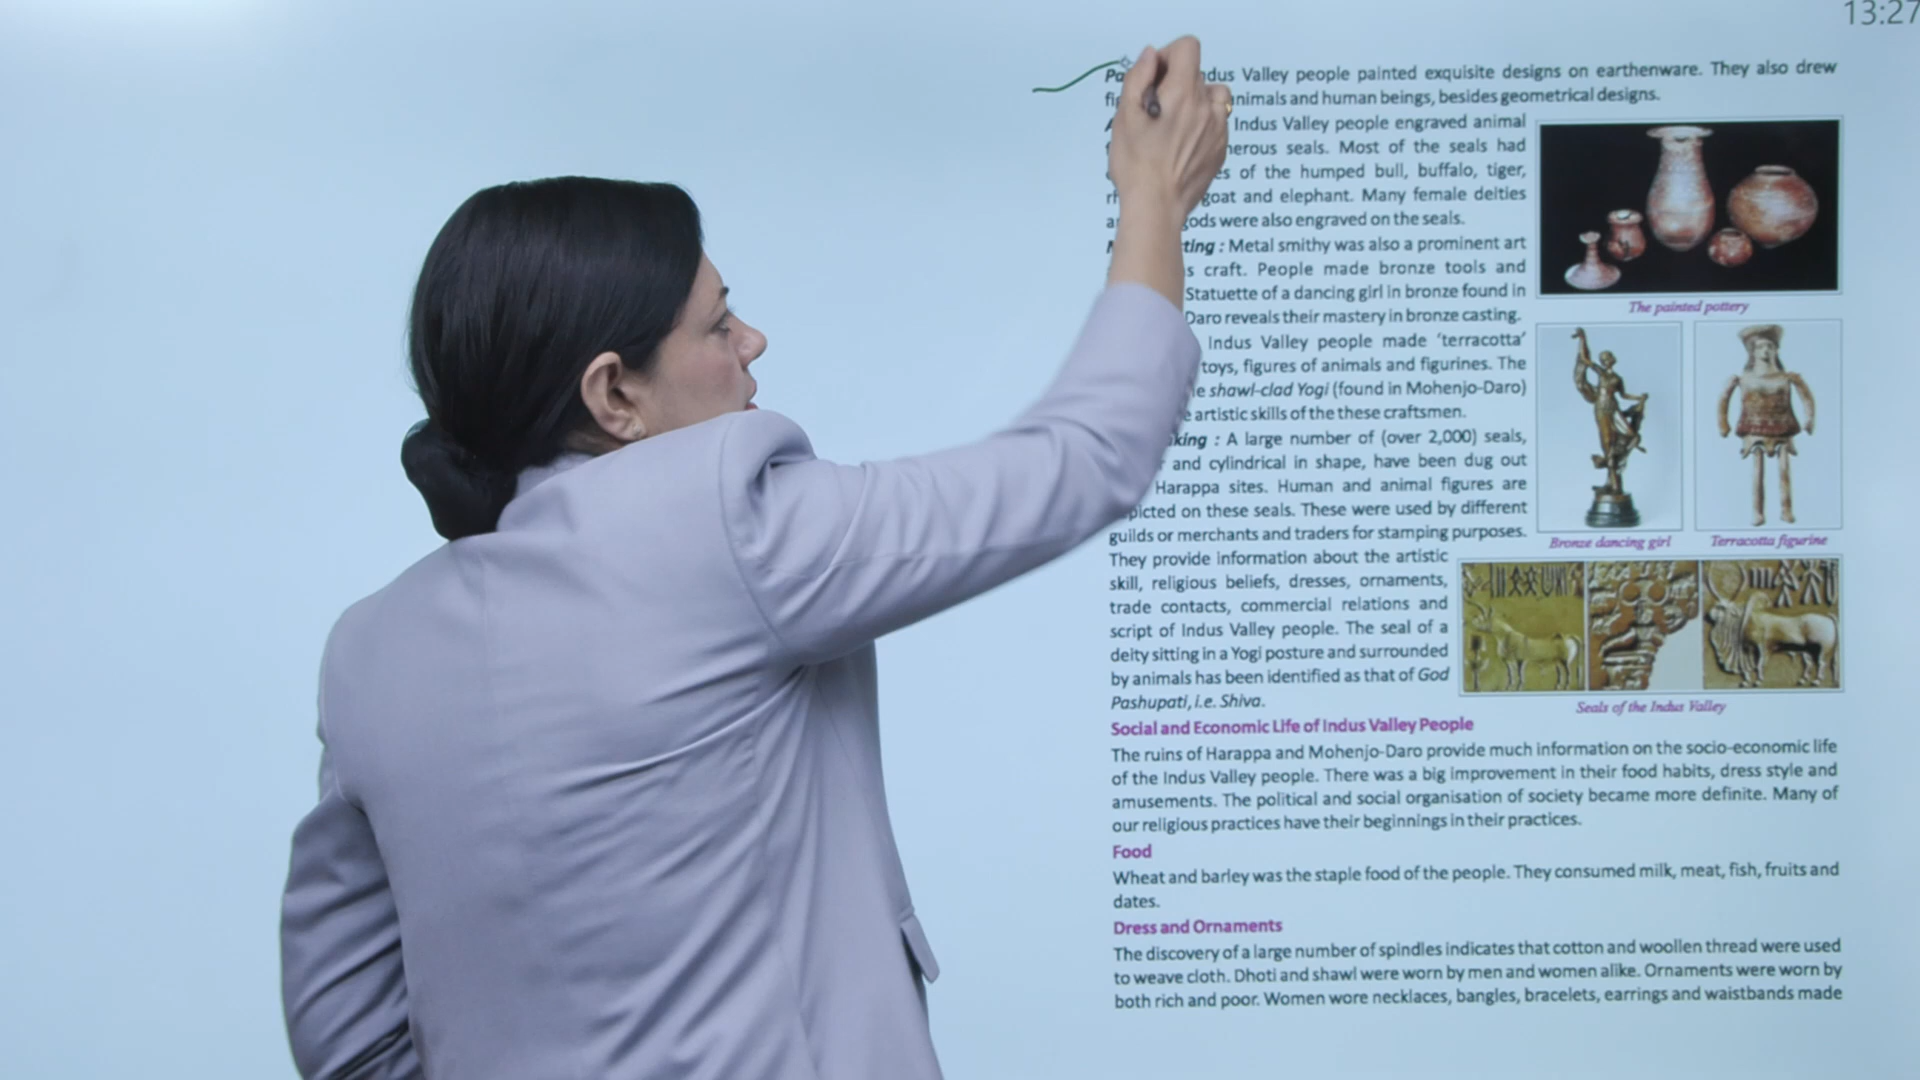 13:27
dus Valley people painted exquisite designs on earthenware. They also drew
animals and human beings, besides geometrical designs.
Indus Valley people engraved animal
seals. Most of the seals had
of the humped bull, buffalo, tiger,
goat and elephant. Many female deities
were also engraved on the seals.
ting : Metal smithy was also a prominent art
craft. People made bronze tools and
Statuette of a dancing girl in bronze found in
Daro reveals their mastery in bronze casting.
Indus Valley people made ‘terracotta’
toys, figures of animals and figurines. The
shawl-clad Yogi (found in Mohenjo-Daro)
artistic skills of the these craftsmen.
king : A large number of (over 2,000) seals,
and cylindrical in shape, have been dug out
Harappa sites. Human and animal figures are
picted on these seals. These were used by different
guilds or merchants and traders for stamping purposes.
They provide information about the artistic
skill, religious beliefs, dresses, ornaments,
trade contacts, commercial relations and
script of Indus Valley people. The seal of a
deity sitting in a Yogi posture and surrounded
by animals has been identified as that of God
Pashupati, i.e. Shiva.
The painted pottery
Bronze dancing girl
Terracotta figurine
Seals of the Indus Valley
Social and Economic Life of Indus Valley People
The ruins of Harappa and Mohenjo-Daro provide much information on the socio-economic life
of the Indus Valley people. There was a big improvement in their food habits, dress style and
amusements. The political and social organisation of society became more definite. Many of
our religious practices have their beginnings in their practices.
Food
Wheat and barley was the staple food of the people. They consumed milk, meat, fish, fruits and
dates.
Dress and Ornaments
The discovery of a large number of spindles indicates that cotton and woollen thread were used
to weave cloth. Dhoti and shawl were worn by men and women alike. Ornaments were worn by
both rich and poor. Women wore necklaces, bangles, bracelets, earrings and waistbands made